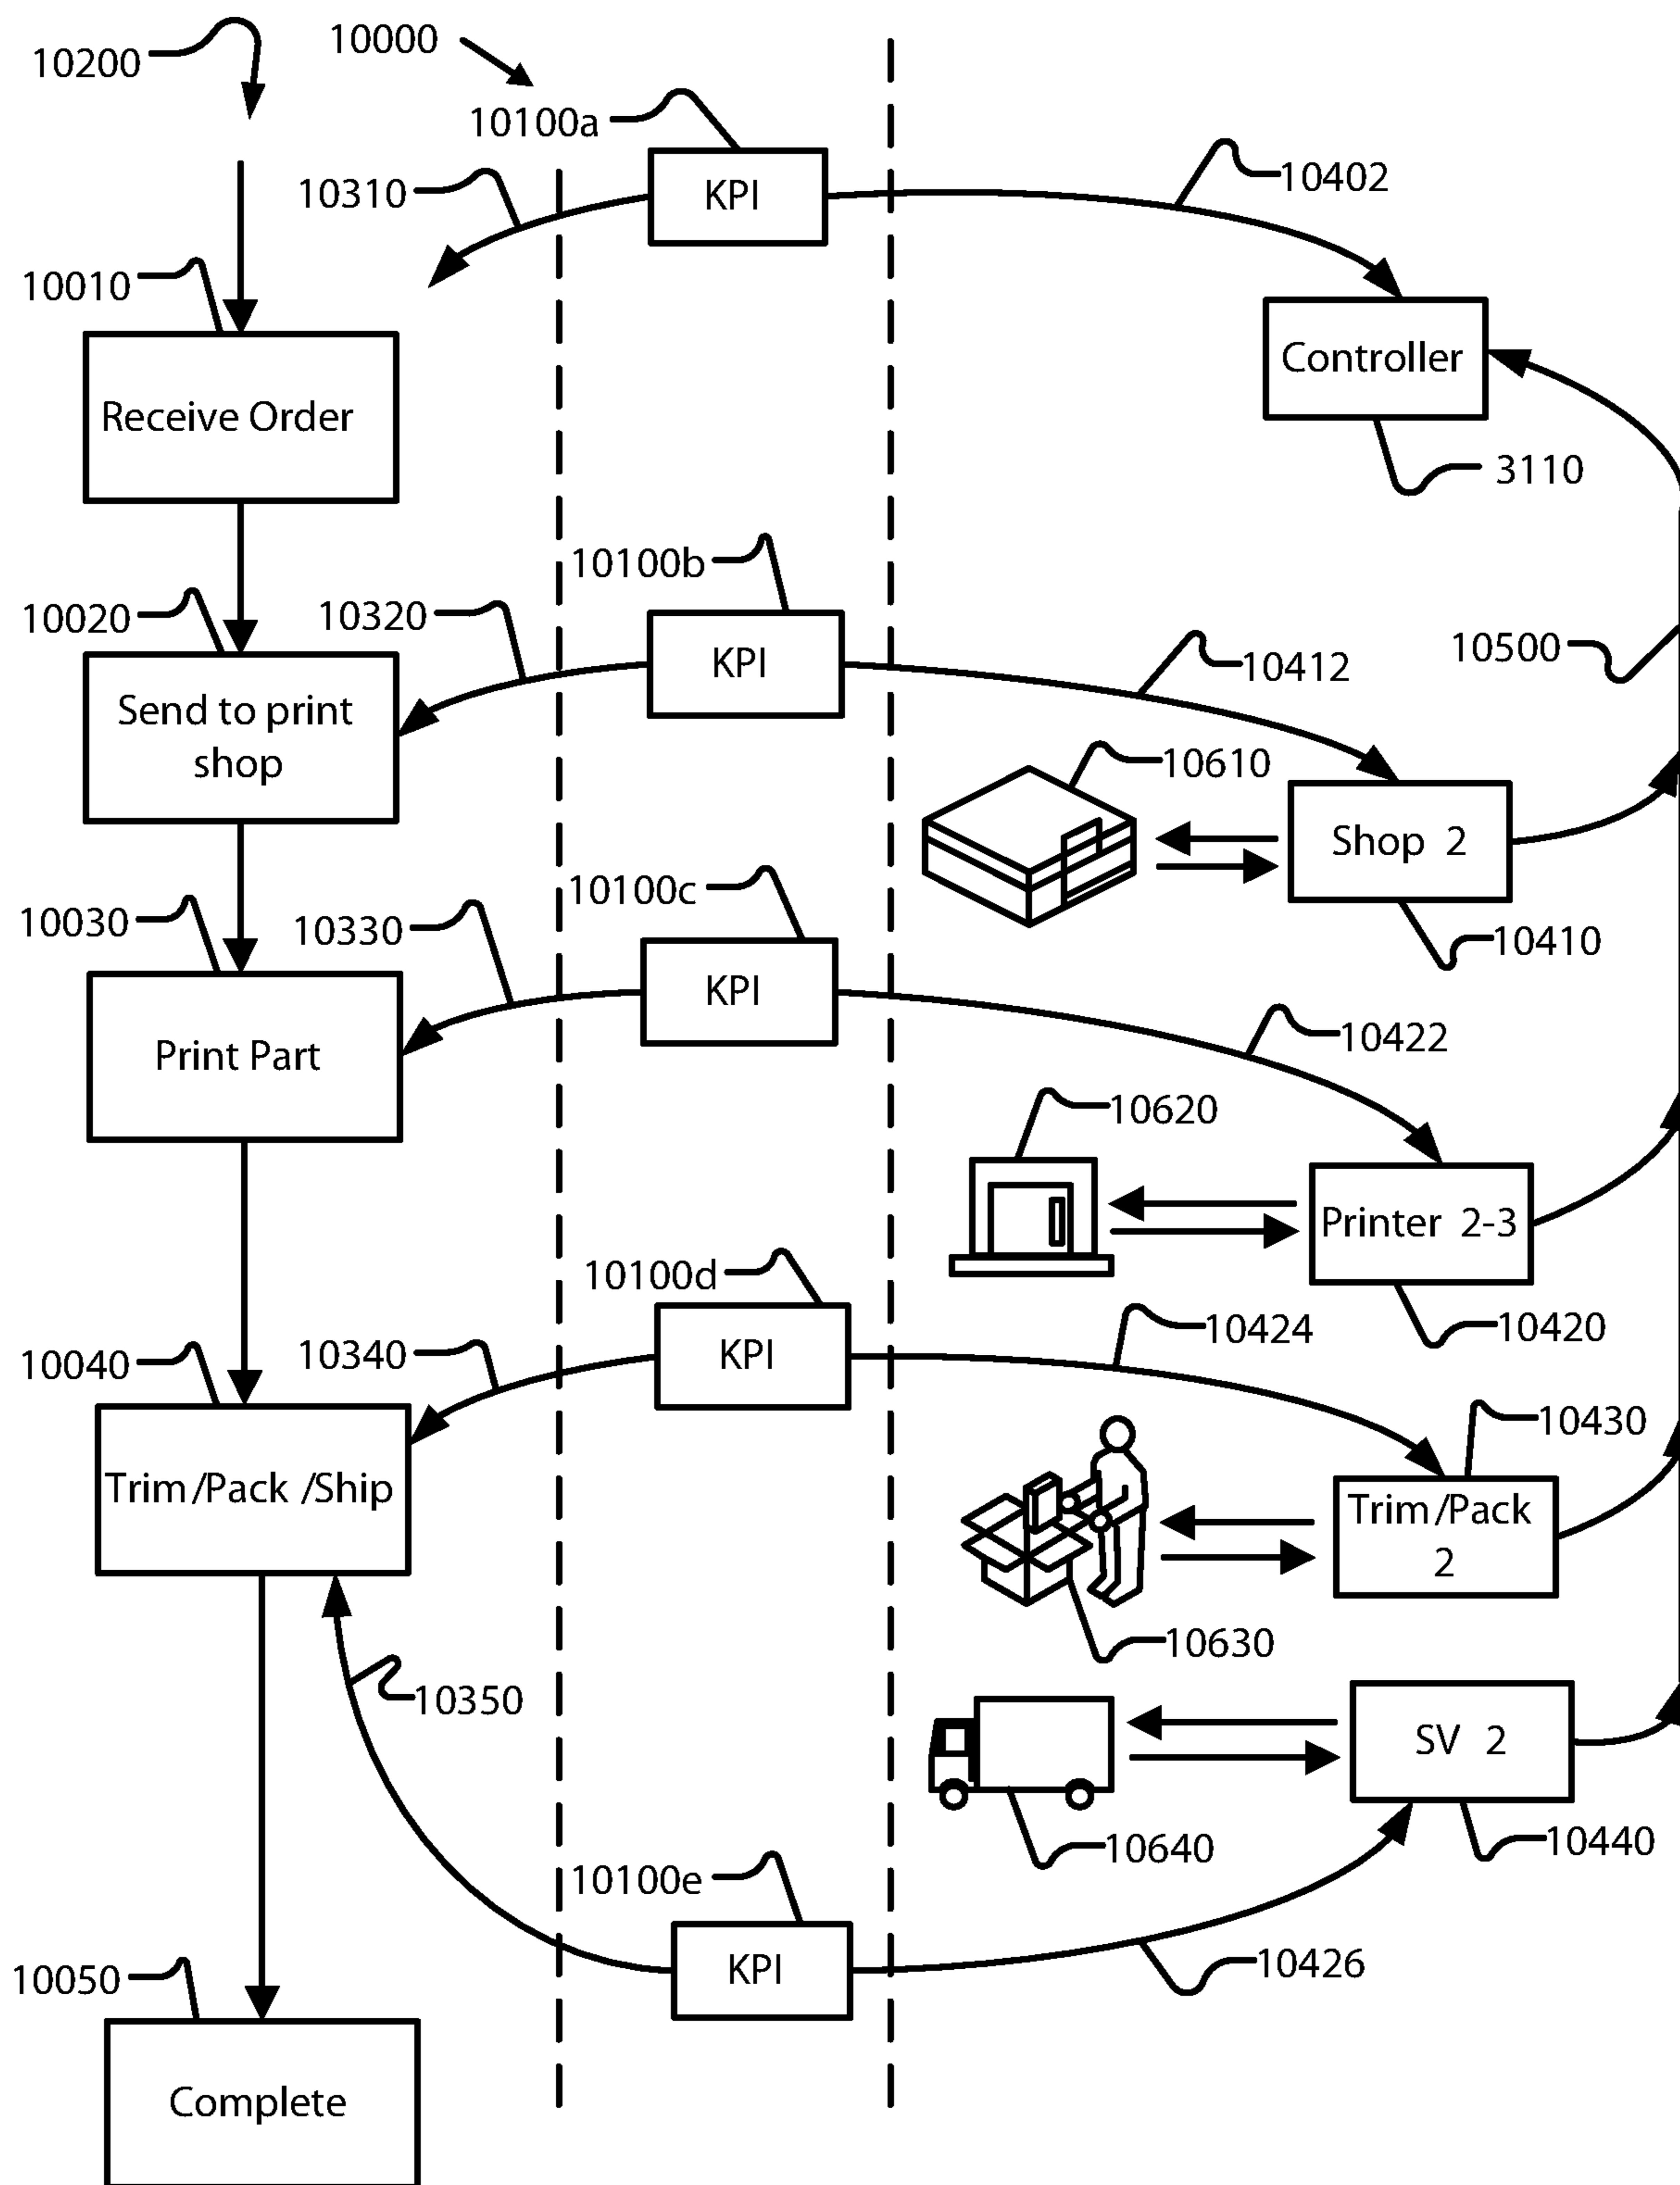 10200
10000
10100a
KPI
10310
10402
10010
Controller
Receive Order
3110
10100b
10020
10320
KPI
10412
10500
Send to print
shop
10610
Shop 2
10100c
10030
10330
10410
KPI
10422
Print Part
10620
Printer 2-3
10100d
10040
10340
KPI
10424
10420
10430
Trim/Pack /Ship
Trim/Pack
2
10630
10350
SV 2
10640
10440
10100e
10050
KPI
10426
Complete